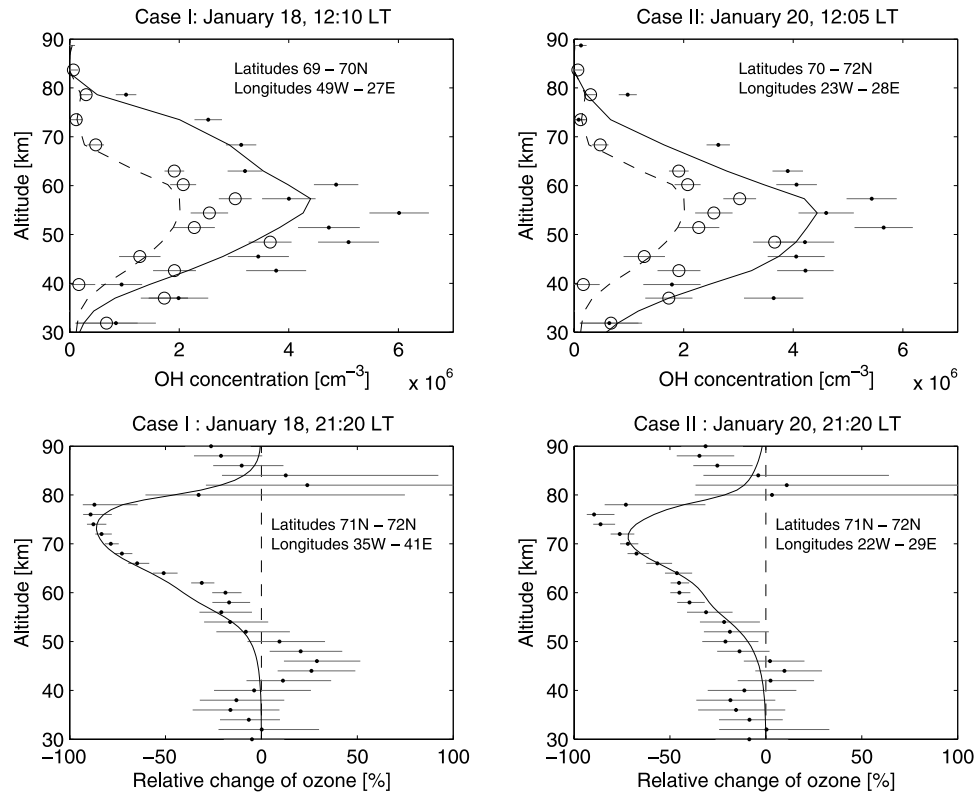 Case I: January 18, 12:10 LT
90
80
70
60
50
40
30
Altitude [km]
Latitudes 69 – 70N
Longitudes 49W – 27E
0
2
4
6
OH concentration [cm⁻³]
x 10⁶
Case II: January 20, 12:05 LT
90
80
70
60
50
40
30
Altitude [km]
Latitudes 70 – 72N
Longitudes 23W – 28E
0
2
4
6
OH concentration [cm⁻³]
x 10⁶
Case I : January 18, 21:20 LT
90
80
70
60
50
40
30
Altitude [km]
Latitudes 71N – 72N
Longitudes 35W – 41E
−100
−50
0
50
100
Relative change of ozone [%]
Case II : January 20, 21:20 LT
90
80
70
60
50
40
30
Altitude [km]
Latitudes 71N – 72N
Longitudes 22W – 29E
−100
−50
0
50
100
Relative change of ozone [%]